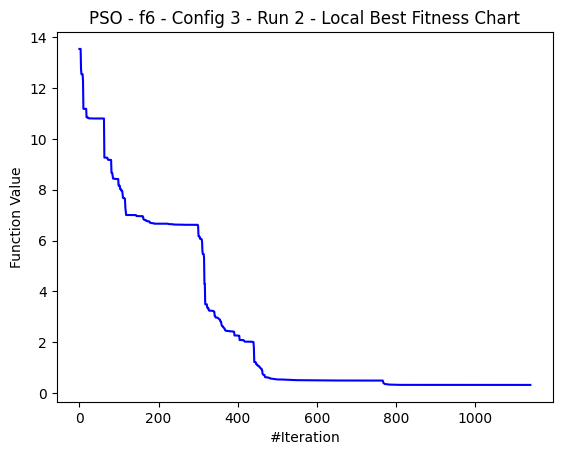 PSO - f6 - Config 3 - Run 2 - Local Best Fitness Chart
14
12
10
8
6
4
2
0
Function Value
0 200 400 600 800 1000
#Iteration